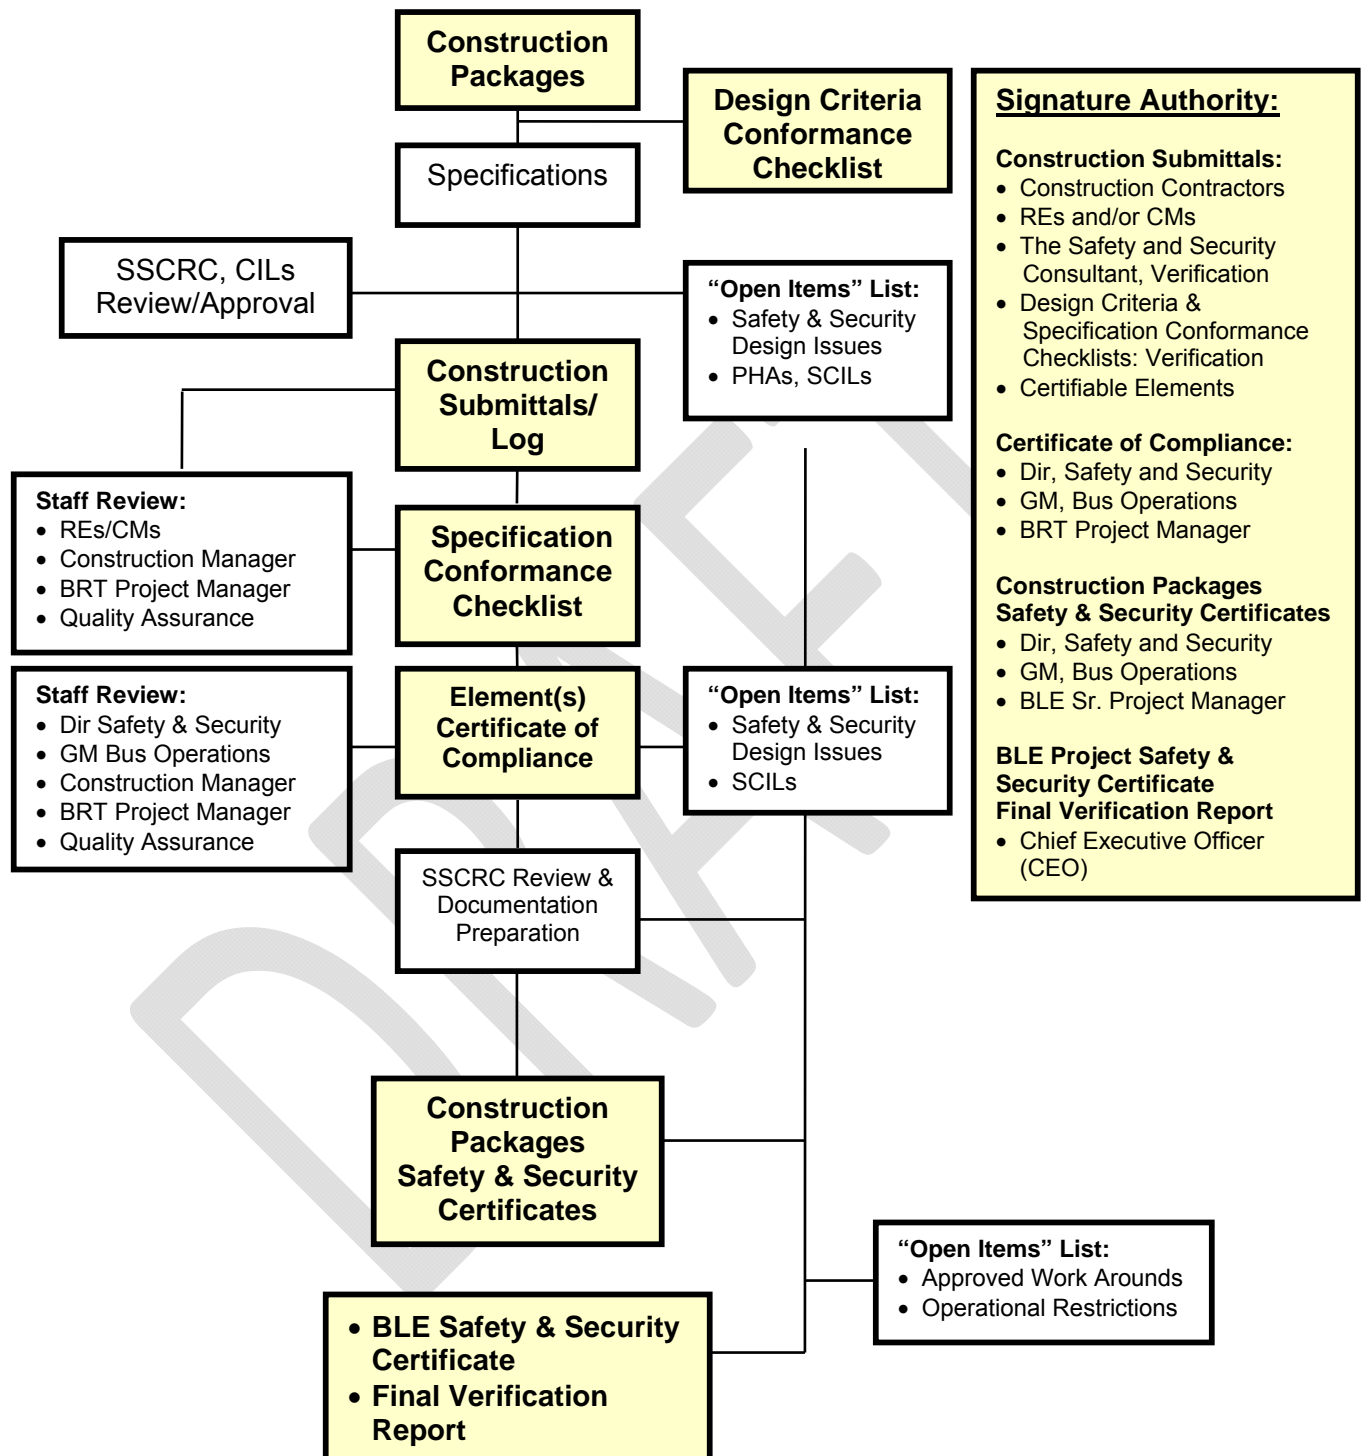 Construction
Packages
Design Criteria
Conformance
Checklist
Specifications
SSCRC, CILs
Review/Approval
“Open Items” List:
• Safety & Security
Design Issues
• PHAs, SCILs
Construction
Submittals/
Log
Staff Review:
• REs/CMs
• Construction Manager
• BRT Project Manager
• Quality Assurance
Specification
Conformance
Checklist
Staff Review:
• Dir Safety & Security
• GM Bus Operations
• Construction Manager
• BRT Project Manager
• Quality Assurance
Element(s)
Certificate of
Compliance
“Open Items” List:
• Safety & Security
Design Issues
• SCILs
SSCRC Review &
Documentation
Preparation
Construction
Packages
Safety & Security
Certificates
“Open Items” List:
• Approved Work Arounds
• Operational Restrictions
• BLE Safety & Security
Certificate
• Final Verification
Report
Signature Authority:
Construction Submittals:
• Construction Contractors
• REs and/or CMs
• The Safety and Security
Consultant, Verification
• Design Criteria &
Specification Conformance
Checklists: Verification
• Certifiable Elements
Certificate of Compliance:
• Dir, Safety and Security
• GM, Bus Operations
• BRT Project Manager
Construction Packages
Safety & Security Certificates
• Dir, Safety and Security
• GM, Bus Operations
• BLE Sr. Project Manager
BLE Project Safety &
Security Certificate
Final Verification Report
• Chief Executive Officer
(CEO)
DRAFT